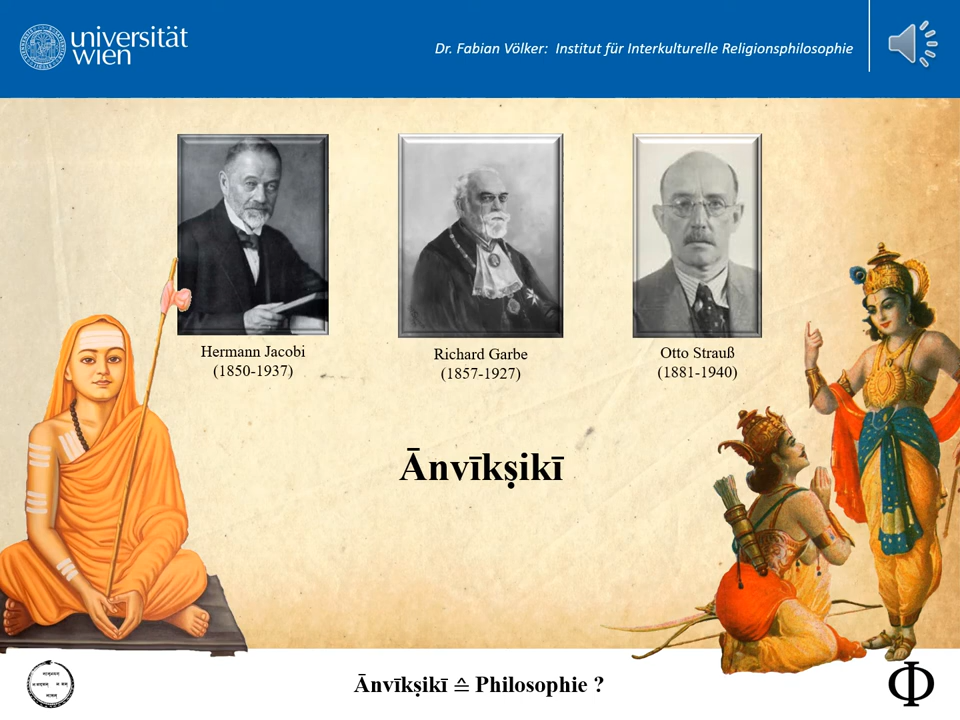 universität
wien
Dr. Fabian Völker: Institut für Interkulturelle Religionsphilosophie
Hermann Jacobi
(1850-1937)
Richard Garbe
(1857-1927)
Otto Strauß
(1881-1940)
Ānvīkṣikī
Ānvīkṣikī ≙ Philosophie ?
Φ